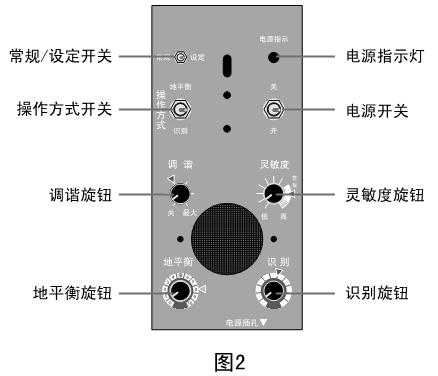 电源指示
常规/设定开关
常规 设定
电源指示灯
地平衡
关
操作方式开关
操作方式
电源开关
识别
开
调谐
灵敏度
调谐旋钮
灵敏度旋钮
关 最大
低 高
地平衡
识别
地平衡旋钮
识别旋钮
电源插孔▼
图2